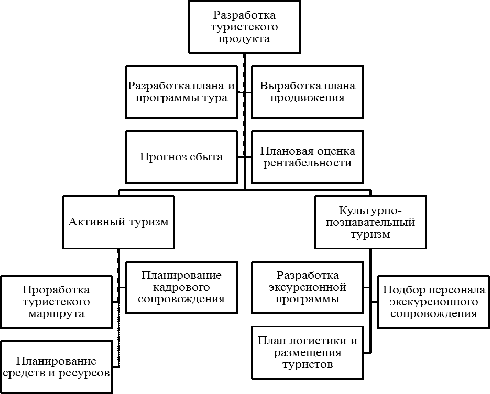 Разработка
туристского
продукта
Разработка плана и
программы тура
Выработка плана
продвижения
Прогноз сбыта
Плановая оценка
рентабельности
Активный туризм
Культурно-
познавательный
туризм
Проработка
туристского
маршрута
Планирование
кадрового
сопровождения
Планирование
средств и ресурсов
Разработка
экскурсионной
программы
Подбор персонала
экскурсионного
сопровождения
План логистики и
размещения
туристов